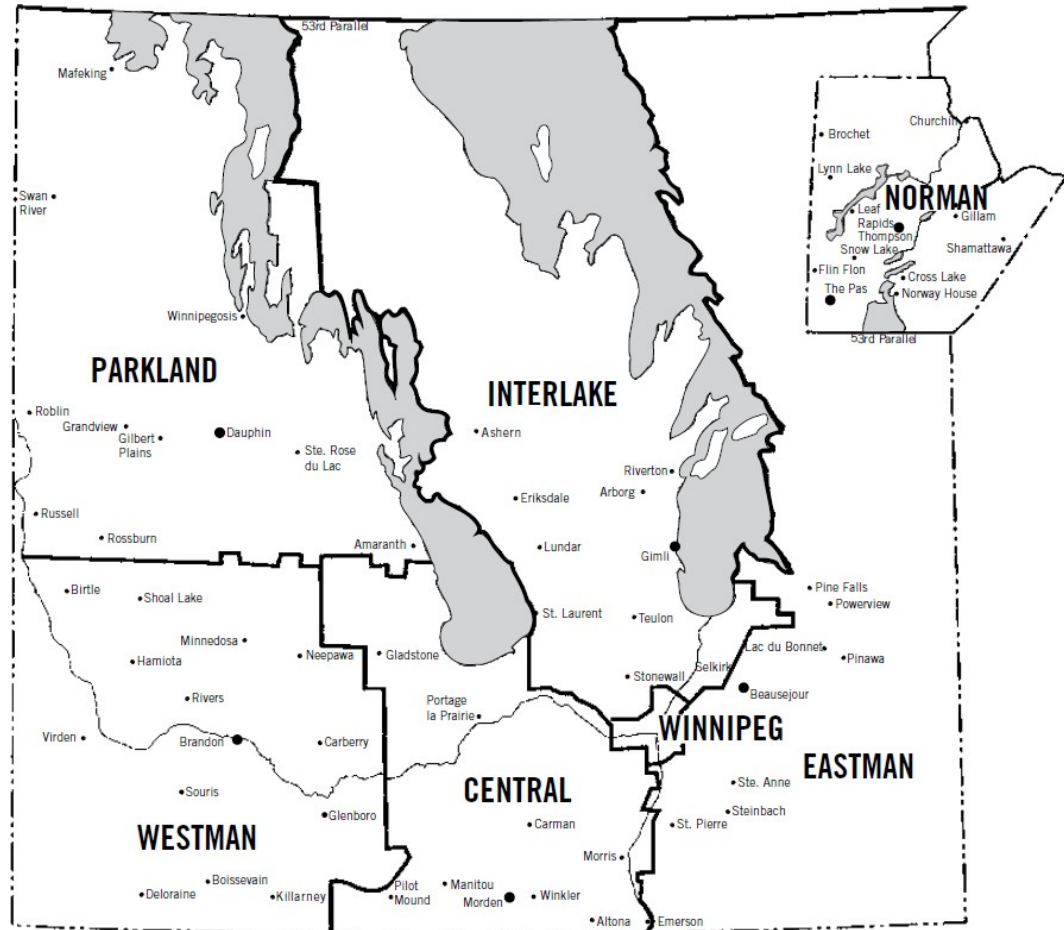 53rd Parallel
Mafeking
Churchill
Brochet
Lynn Lake
Swan
River
NORMAN
Leaf
Rapids
Gillam
Thompson
Shamattawa
Snow Lake
Flin Flon
Cross Lake
The Pas
Norway House
53rd Parallel
Winnipegosis
PARKLAND
INTERLAKE
Roblin
Grandview
Gilbert
Plains
Dauphin
Ste. Rose
du Lac
Ashern
Riverton
Arborg
Eriksdale
Russell
Rossburn
Amaranth
Lundar
Gimli
Birtle
Shoal Lake
Pine Falls
Powerview
St. Laurent
Teulon
Minnedosa
Hamiota
Neepawa
Gladstone
Lac du Bonnet
Pinawa
Selkirk
Stonewall
Beausejour
Rivers
Portage
la Prairie
WINNIPEG
Virden
Brandon
Carberry
EASTMAN
Souris
CENTRAL
Ste. Anne
Glenboro
Steinbach
WESTMAN
Carman
St. Pierre
Morris
Boissevain
Deloraine
Killarney
Pilot
Mound
Manitou
Morden
Winkler
Altona
Emerson